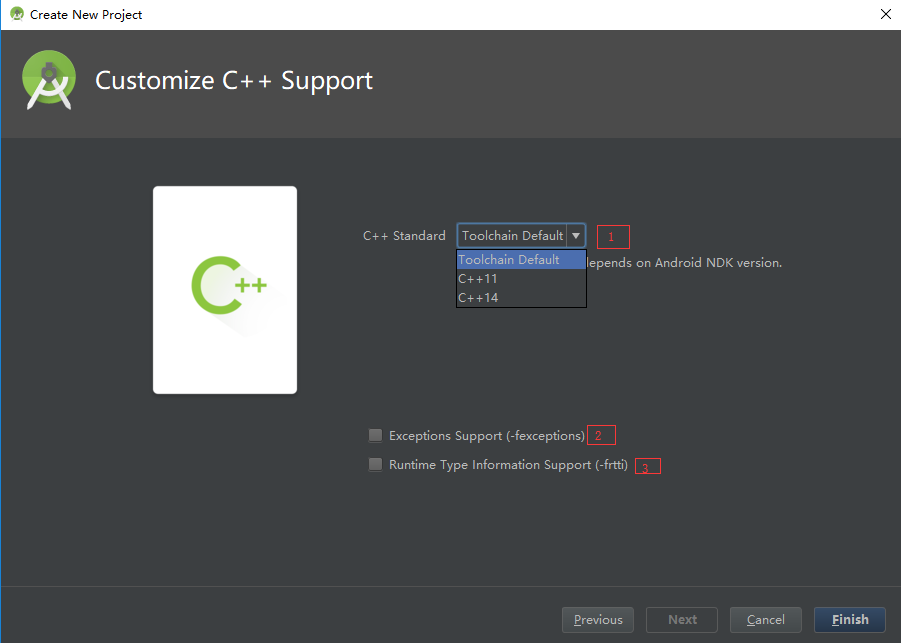 Create New Project
Customize C++ Support
C++
C++ Standard Toolchain Default 1
Toolchain Default
depends on Android NDK version.
C++11
C++14
Exceptions Support (-fexceptions) 2
Runtime Type Information Support (-frtti) 3
Previous Next Cancel Finish